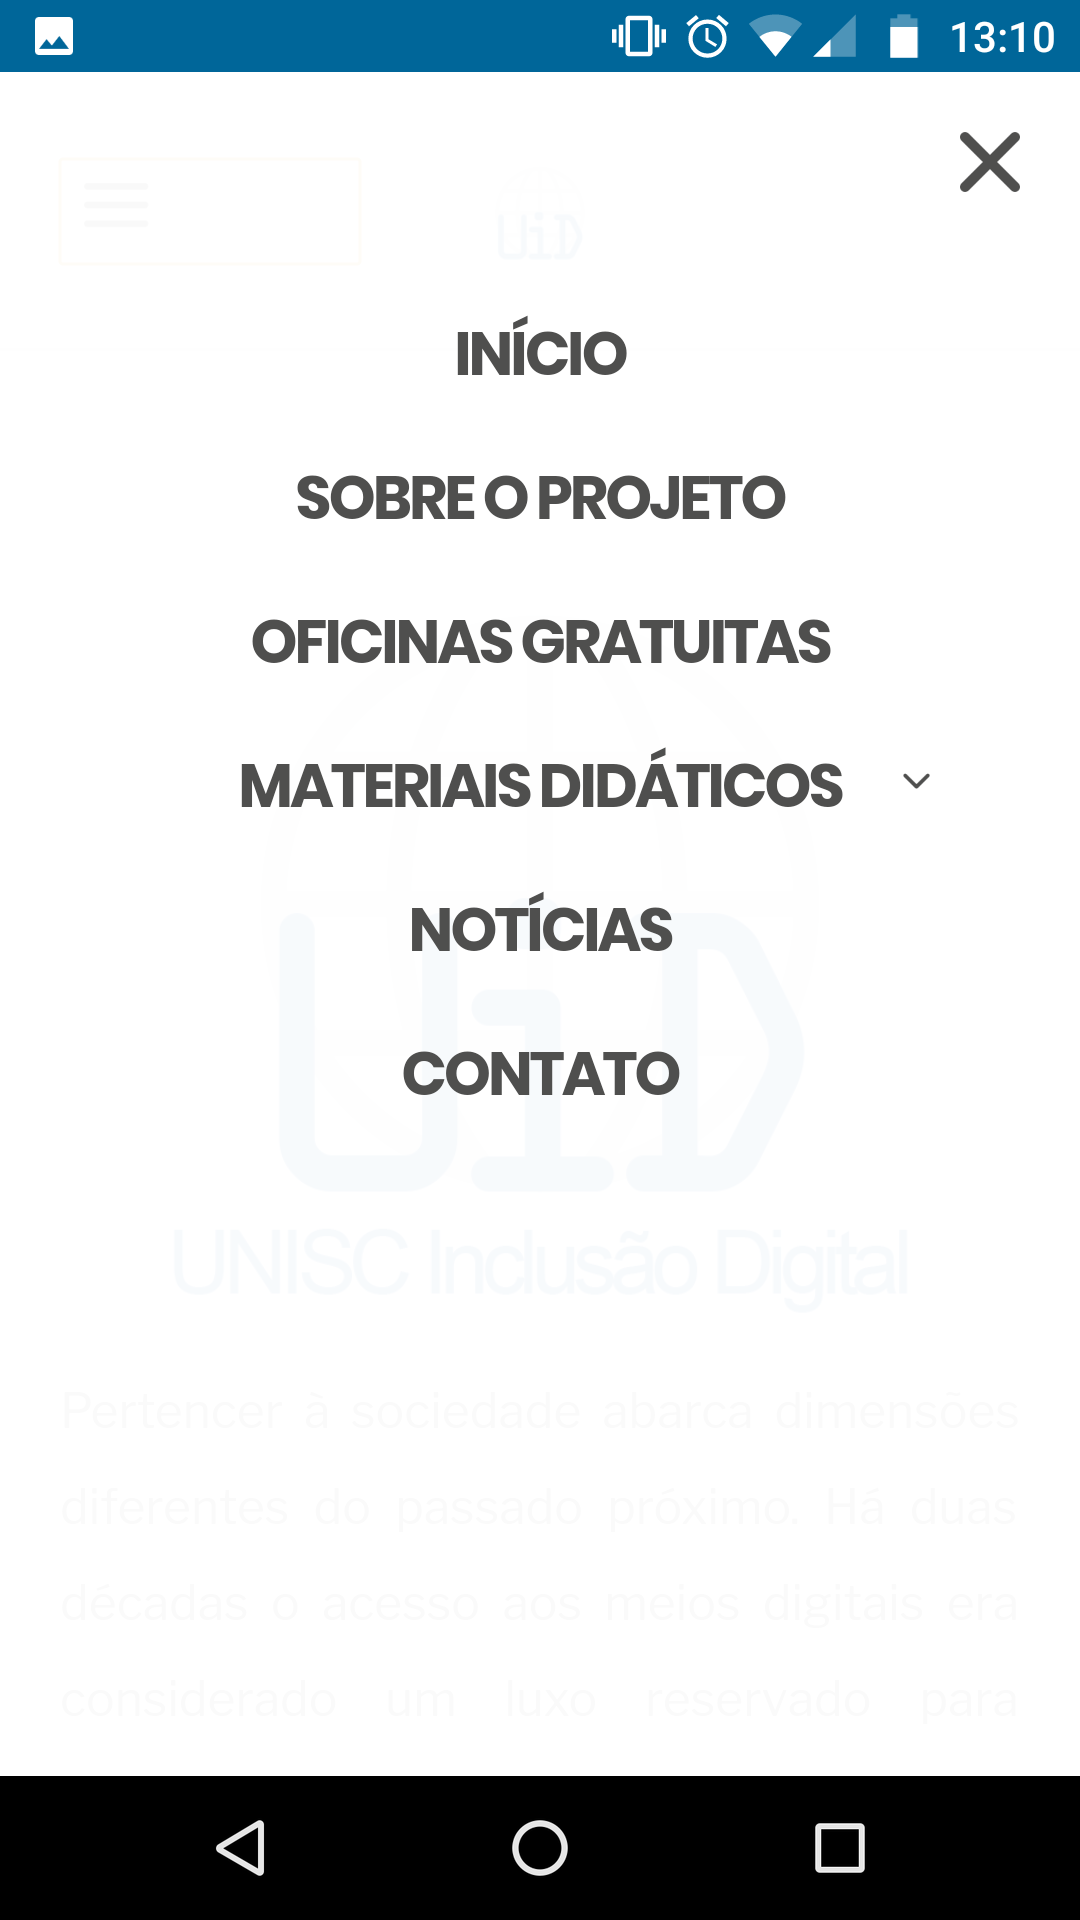 13:10
UiD
INÍCIO
SOBRE O PROJETO
OFICINAS GRATUITAS
MATERIAIS DIDÁTICOS
NOTÍCIAS
CONTATO
UiD
UNISC Inclusão Digital
Pertencer à sociedade abarca dimensões
diferentes do passado próximo. Há duas
décadas o acesso aos meios digitais era
considerado um luxo reservado para